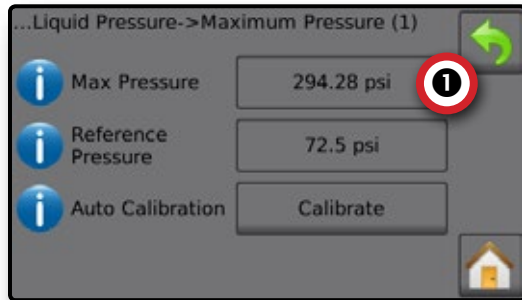 ...Liquid Pressure->Maximum Pressure (1)
Max Pressure
294.28 psi
1
Reference
Pressure
72.5 psi
Auto Calibration
Calibrate